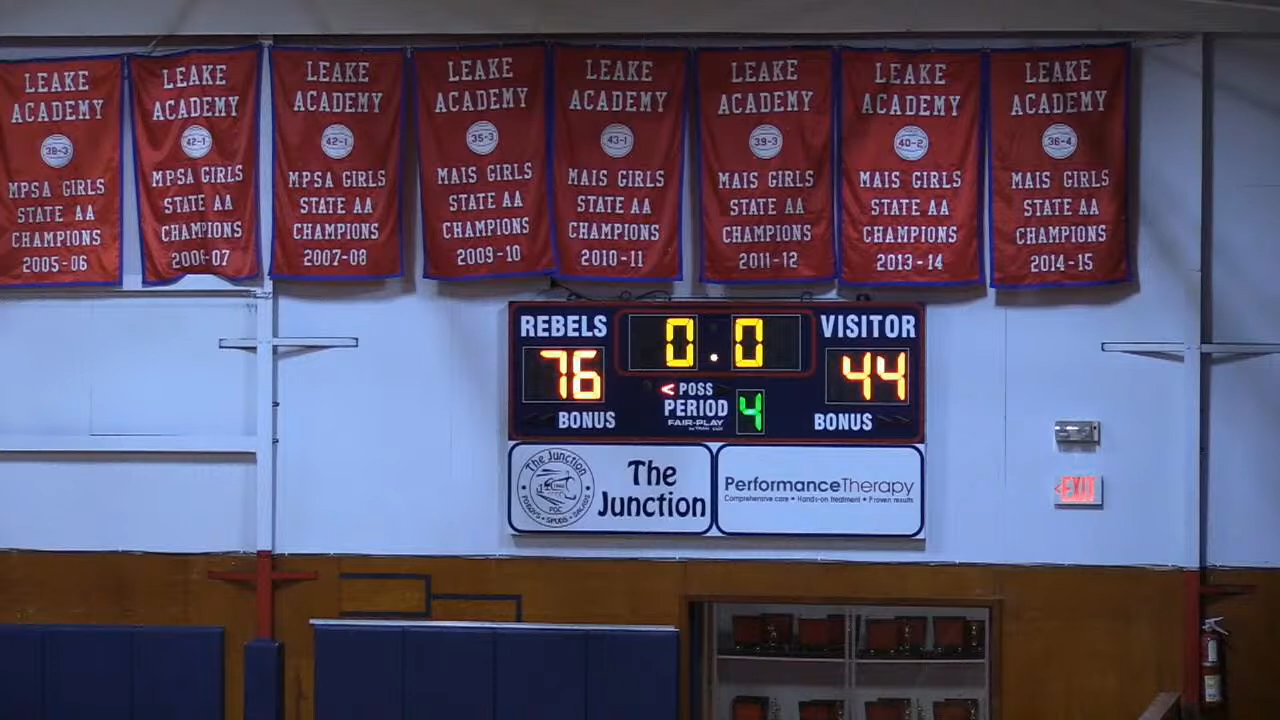 LEAKE
ACADEMY
38-3
MPSA GIRLS
STATE AA
CHAMPIONS
2005-06
LEAKE
ACADEMY
42-1
MPSA GIRLS
STATE AA
CHAMPIONS
2006-07
LEAKE
ACADEMY
42-1
MPSA GIRLS
STATE AA
CHAMPIONS
2007-08
LEAKE
ACADEMY
35-3
MAIS GIRLS
STATE AA
CHAMPIONS
2009-10
LEAKE
ACADEMY
43-1
MAIS GIRLS
STATE AA
CHAMPIONS
2010-11
LEAKE
ACADEMY
39-3
MAIS GIRLS
STATE AA
CHAMPIONS
2011-12
LEAKE
ACADEMY
40-2
MAIS GIRLS
STATE AA
CHAMPIONS
2013-14
LEAKE
ACADEMY
36-4
MAIS GIRLS
STATE AA
CHAMPIONS
2014-15
REBELS
0.0
VISITOR
76
44
< POSS
PERIOD 4
FAIR-PLAY
BONUS
BONUS
The Junction
POBOYS • SPUDS • SALADS
The
Junction
PerformanceTherapy
Comprehensive care • Hands-on treatment • Proven results
<EXIT